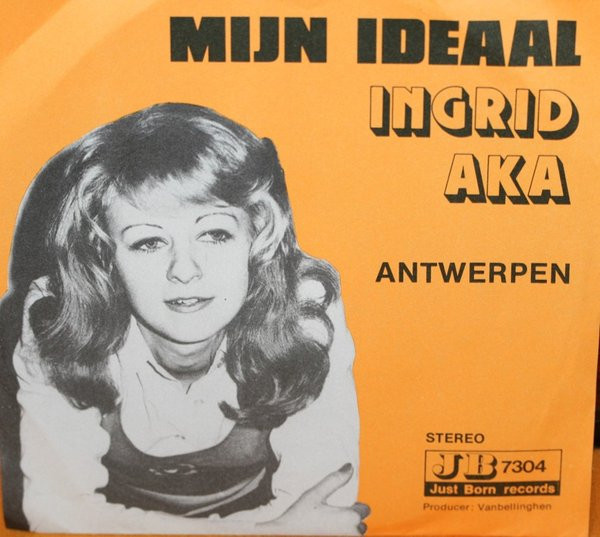 MIJN IDEAAL
INGRID
AKA
ANTWERPEN
STEREO
JB 7304
Just Born records
Producer: Vanbellinghen